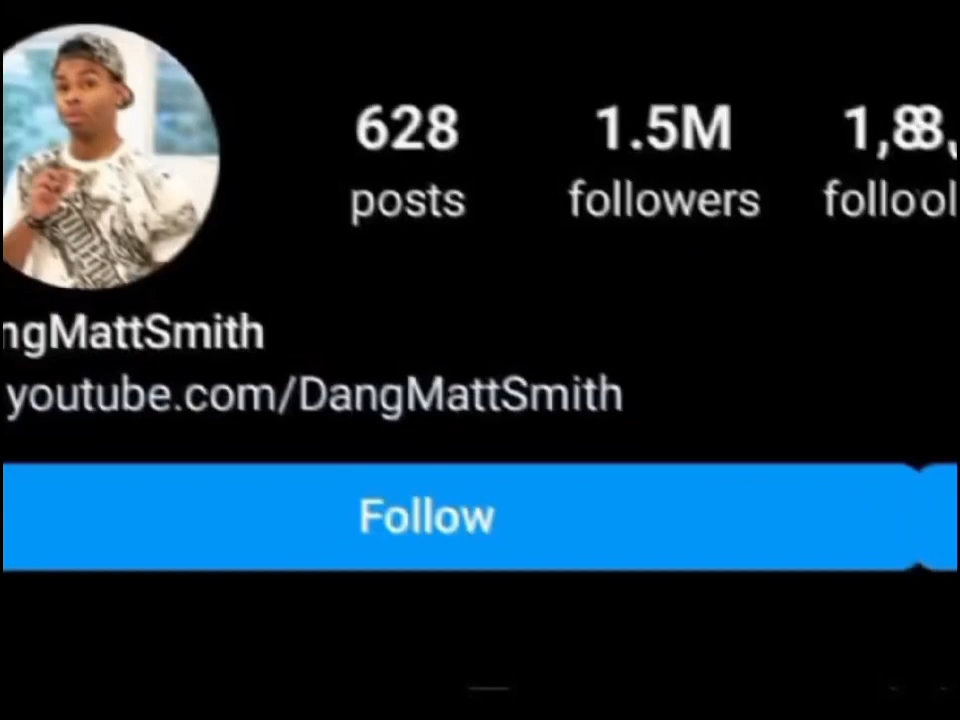 628 1.5M
posts followers
ngMattSmith
youtube.com/DangMattSmith
Follow